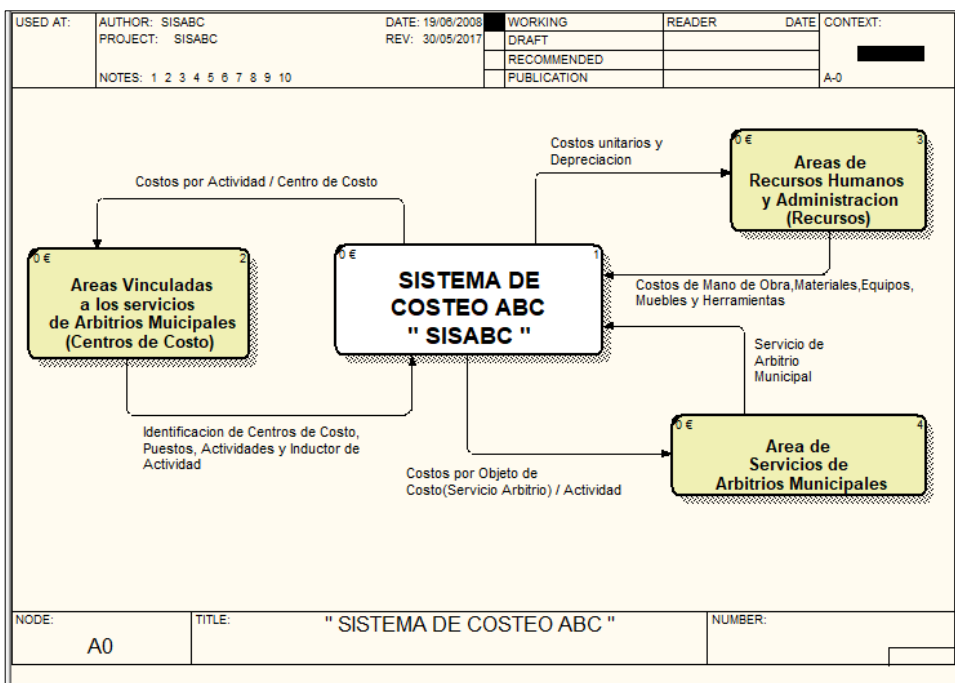 USED AT:
AUTHOR: SISABC
DATE: 19/06/2008
WORKING
READER
DATE
CONTEXT:
PROJECT: SISABC
REV: 30/05/2017
DRAFT
RECOMMENDED
NOTES: 1 2 3 4 5 6 7 8 9 10
PUBLICATION
A-0
Costos unitarios y
Depreciacion
0 €
3
Areas de
Recursos Humanos
y Administracion
(Recursos)
Costos por Actividad / Centro de Costo
0 €
2
Areas Vinculadas
a los servicios
de Arbitrios Muicipales
(Centros de Costo)
0 €
1
SISTEMA DE
COSTEO ABC
" SISABC "
Costos de Mano de Obra,Materiales,Equipos,
Muebles y Herramientas
Servicio de
Arbitrio
Municipal
Identificacion de Centros de Costo,
Puestos, Actividades y Inductor de
Actividad
0 €
4
Area de
Servicios de
Arbitrios Municipales
Costos por Objeto de
Costo(Servicio Arbitrio) / Actividad
NODE:
TITLE:
" SISTEMA DE COSTEO ABC "
NUMBER:
A0